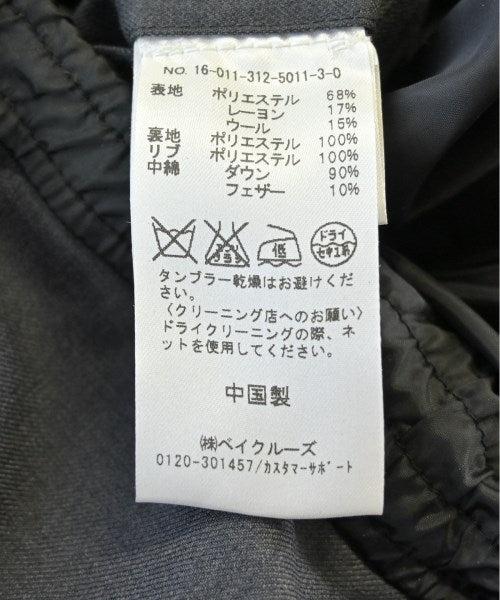 NO. 16-011-312-5011-3-0
表地 ポリエステル 68%
レーヨン 17%
ウール 15%
裏地 ポリエステル 100%
リブ ポリエステル 100%
中綿 ダウン 90%
フェザー 10%
低
ドライ
セキユ系
タンブラー乾燥はお避けくだ
さい。
〈クリーニング店へのお願い〉
ドライクリーニングの際、ネ
ットを使用してください。
中国製
㈱ベイクルーズ
0120-301457/カスタマーサポート